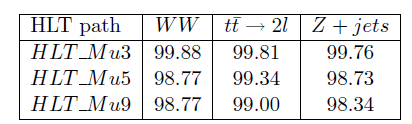 HLT path WW tt̄ → 2l Z + jets
HLT_Mu3 99.88 99.81 99.76
HLT_Mu5 98.77 99.34 98.73
HLT_Mu9 98.77 99.00 98.34